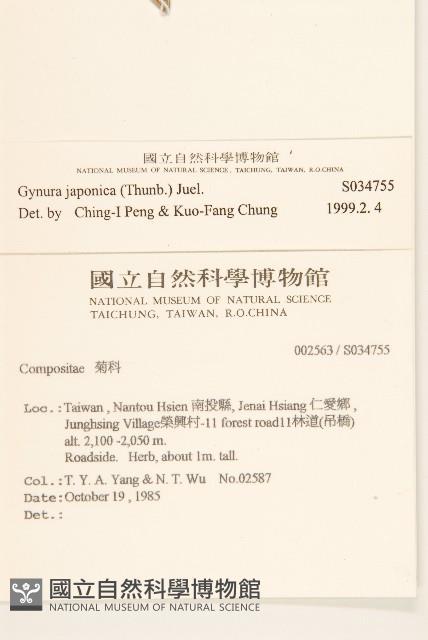 國立自然科學博物館
NATIONAL MUSEUM OF NATURAL SCIENCE, TAICHUNG, TAIWAN, R.O.CHINA
Gynura japonica (Thunb.) Juel. S034755
Det. by Ching-I Peng & Kuo-Fang Chung 1999.2. 4
國立自然科學博物館
NATIONAL MUSEUM OF NATURAL SCIENCE
TAICHUNG, TAIWAN, R.O.CHINA
002563 / S034755
Compositae 菊科
Loc.:Taiwan , Nantou Hsien 南投縣, Jenai Hsiang 仁愛鄉 ,
Junghsing Village榮興村-11 forest road11林道(吊橋)
alt. 2,100 -2,050 m.
Roadside. Herb, about 1m. tall.
Col.:T. Y. A. Yang & N. T. Wu No.02587
Date:October 19 , 1985
Det.:
國立自然科學博物館
NATIONAL MUSEUM OF NATURAL SCIENCE